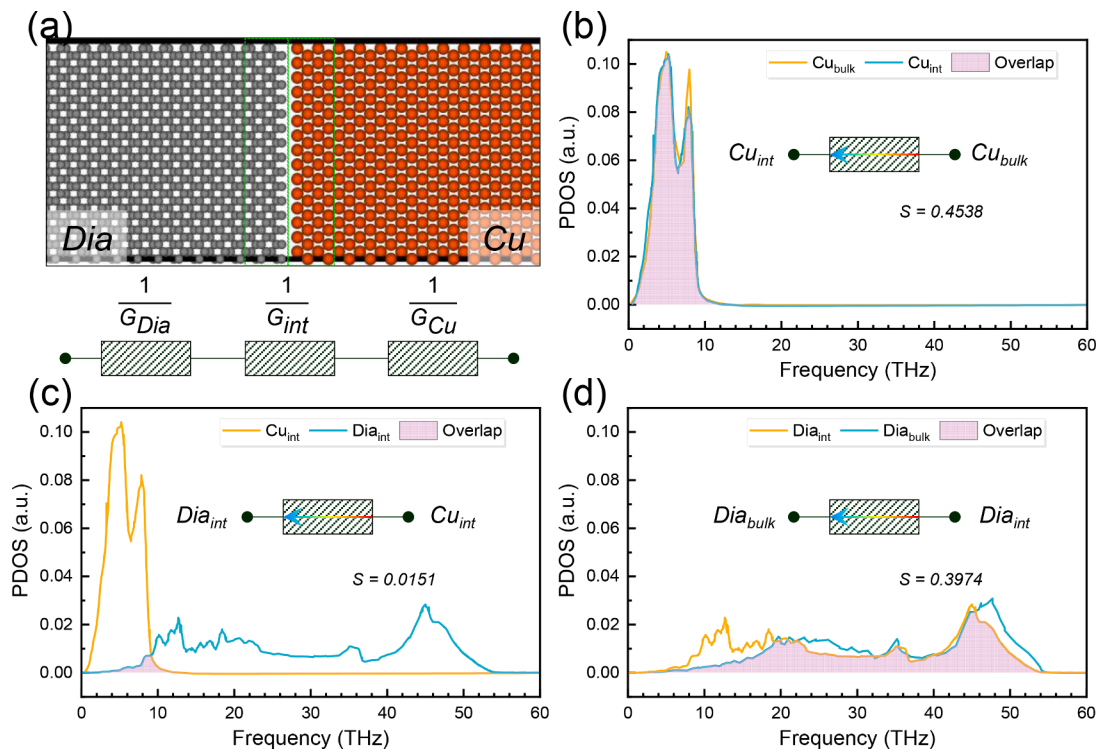 (a)
Dia
Cu
1
G_Dia
1
G_int
1
G_Cu
(b)
PDOS (a.u.)
0.10
0.08
0.06
0.04
0.02
0.00
Cu_bulk Cu_int Overlap
Cu_int Cu_bulk
S = 0.4538
0 10 20 30 40 50 60
Frequency (THz)
(c)
PDOS (a.u.)
0.10
0.08
0.06
0.04
0.02
0.00
Cu_int Dia_int Overlap
Dia_int Cu_int
S = 0.0151
0 10 20 30 40 50 60
Frequency (THz)
(d)
PDOS (a.u.)
0.10
0.08
0.06
0.04
0.02
0.00
Dia_int Dia_bulk Overlap
Dia_bulk Dia_int
S = 0.3974
0 10 20 30 40 50 60
Frequency (THz)